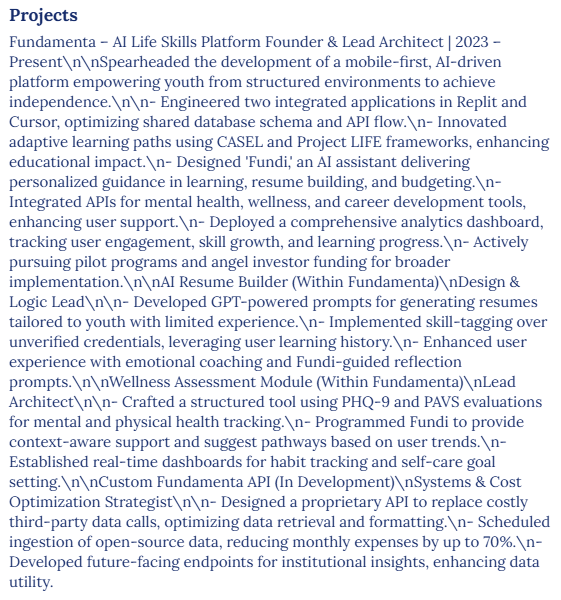 Projects
Fundamenta – AI Life Skills Platform Founder & Lead Architect | 2023 –
Present\n\nSpearheaded the development of a mobile-first, AI-driven
platform empowering youth from structured environments to achieve
independence.\n\n- Engineered two integrated applications in Replit and
Cursor, optimizing shared database schema and API flow.\n- Innovated
adaptive learning paths using CASEL and Project LIFE frameworks, enhancing
educational impact.\n- Designed 'Fundi,' an AI assistant delivering
personalized guidance in learning, resume building, and budgeting.\n-
Integrated APIs for mental health, wellness, and career development tools,
enhancing user support.\n- Deployed a comprehensive analytics dashboard,
tracking user engagement, skill growth, and learning progress.\n- Actively
pursuing pilot programs and angel investor funding for broader
implementation.\n\nAI Resume Builder (Within Fundamenta)\nDesign &
Logic Lead\n\n- Developed GPT-powered prompts for generating resumes
tailored to youth with limited experience.\n- Implemented skill-tagging over
unverified credentials, leveraging user learning history.\n- Enhanced user
experience with emotional coaching and Fundi-guided reflection
prompts.\n\nWellness Assessment Module (Within Fundamenta)\nLead
Architect\n\n- Crafted a structured tool using PHQ-9 and PAVS evaluations
for mental and physical health tracking.\n- Programmed Fundi to provide
context-aware support and suggest pathways based on user trends.\n-
Established real-time dashboards for habit tracking and self-care goal
setting.\n\nCustom Fundamenta API (In Development)\nSystems & Cost
Optimization Strategist\n\n- Designed a proprietary API to replace costly
third-party data calls, optimizing data retrieval and formatting.\n- Scheduled
ingestion of open-source data, reducing monthly expenses by up to 70%.\n-
Developed future-facing endpoints for institutional insights, enhancing data
utility.